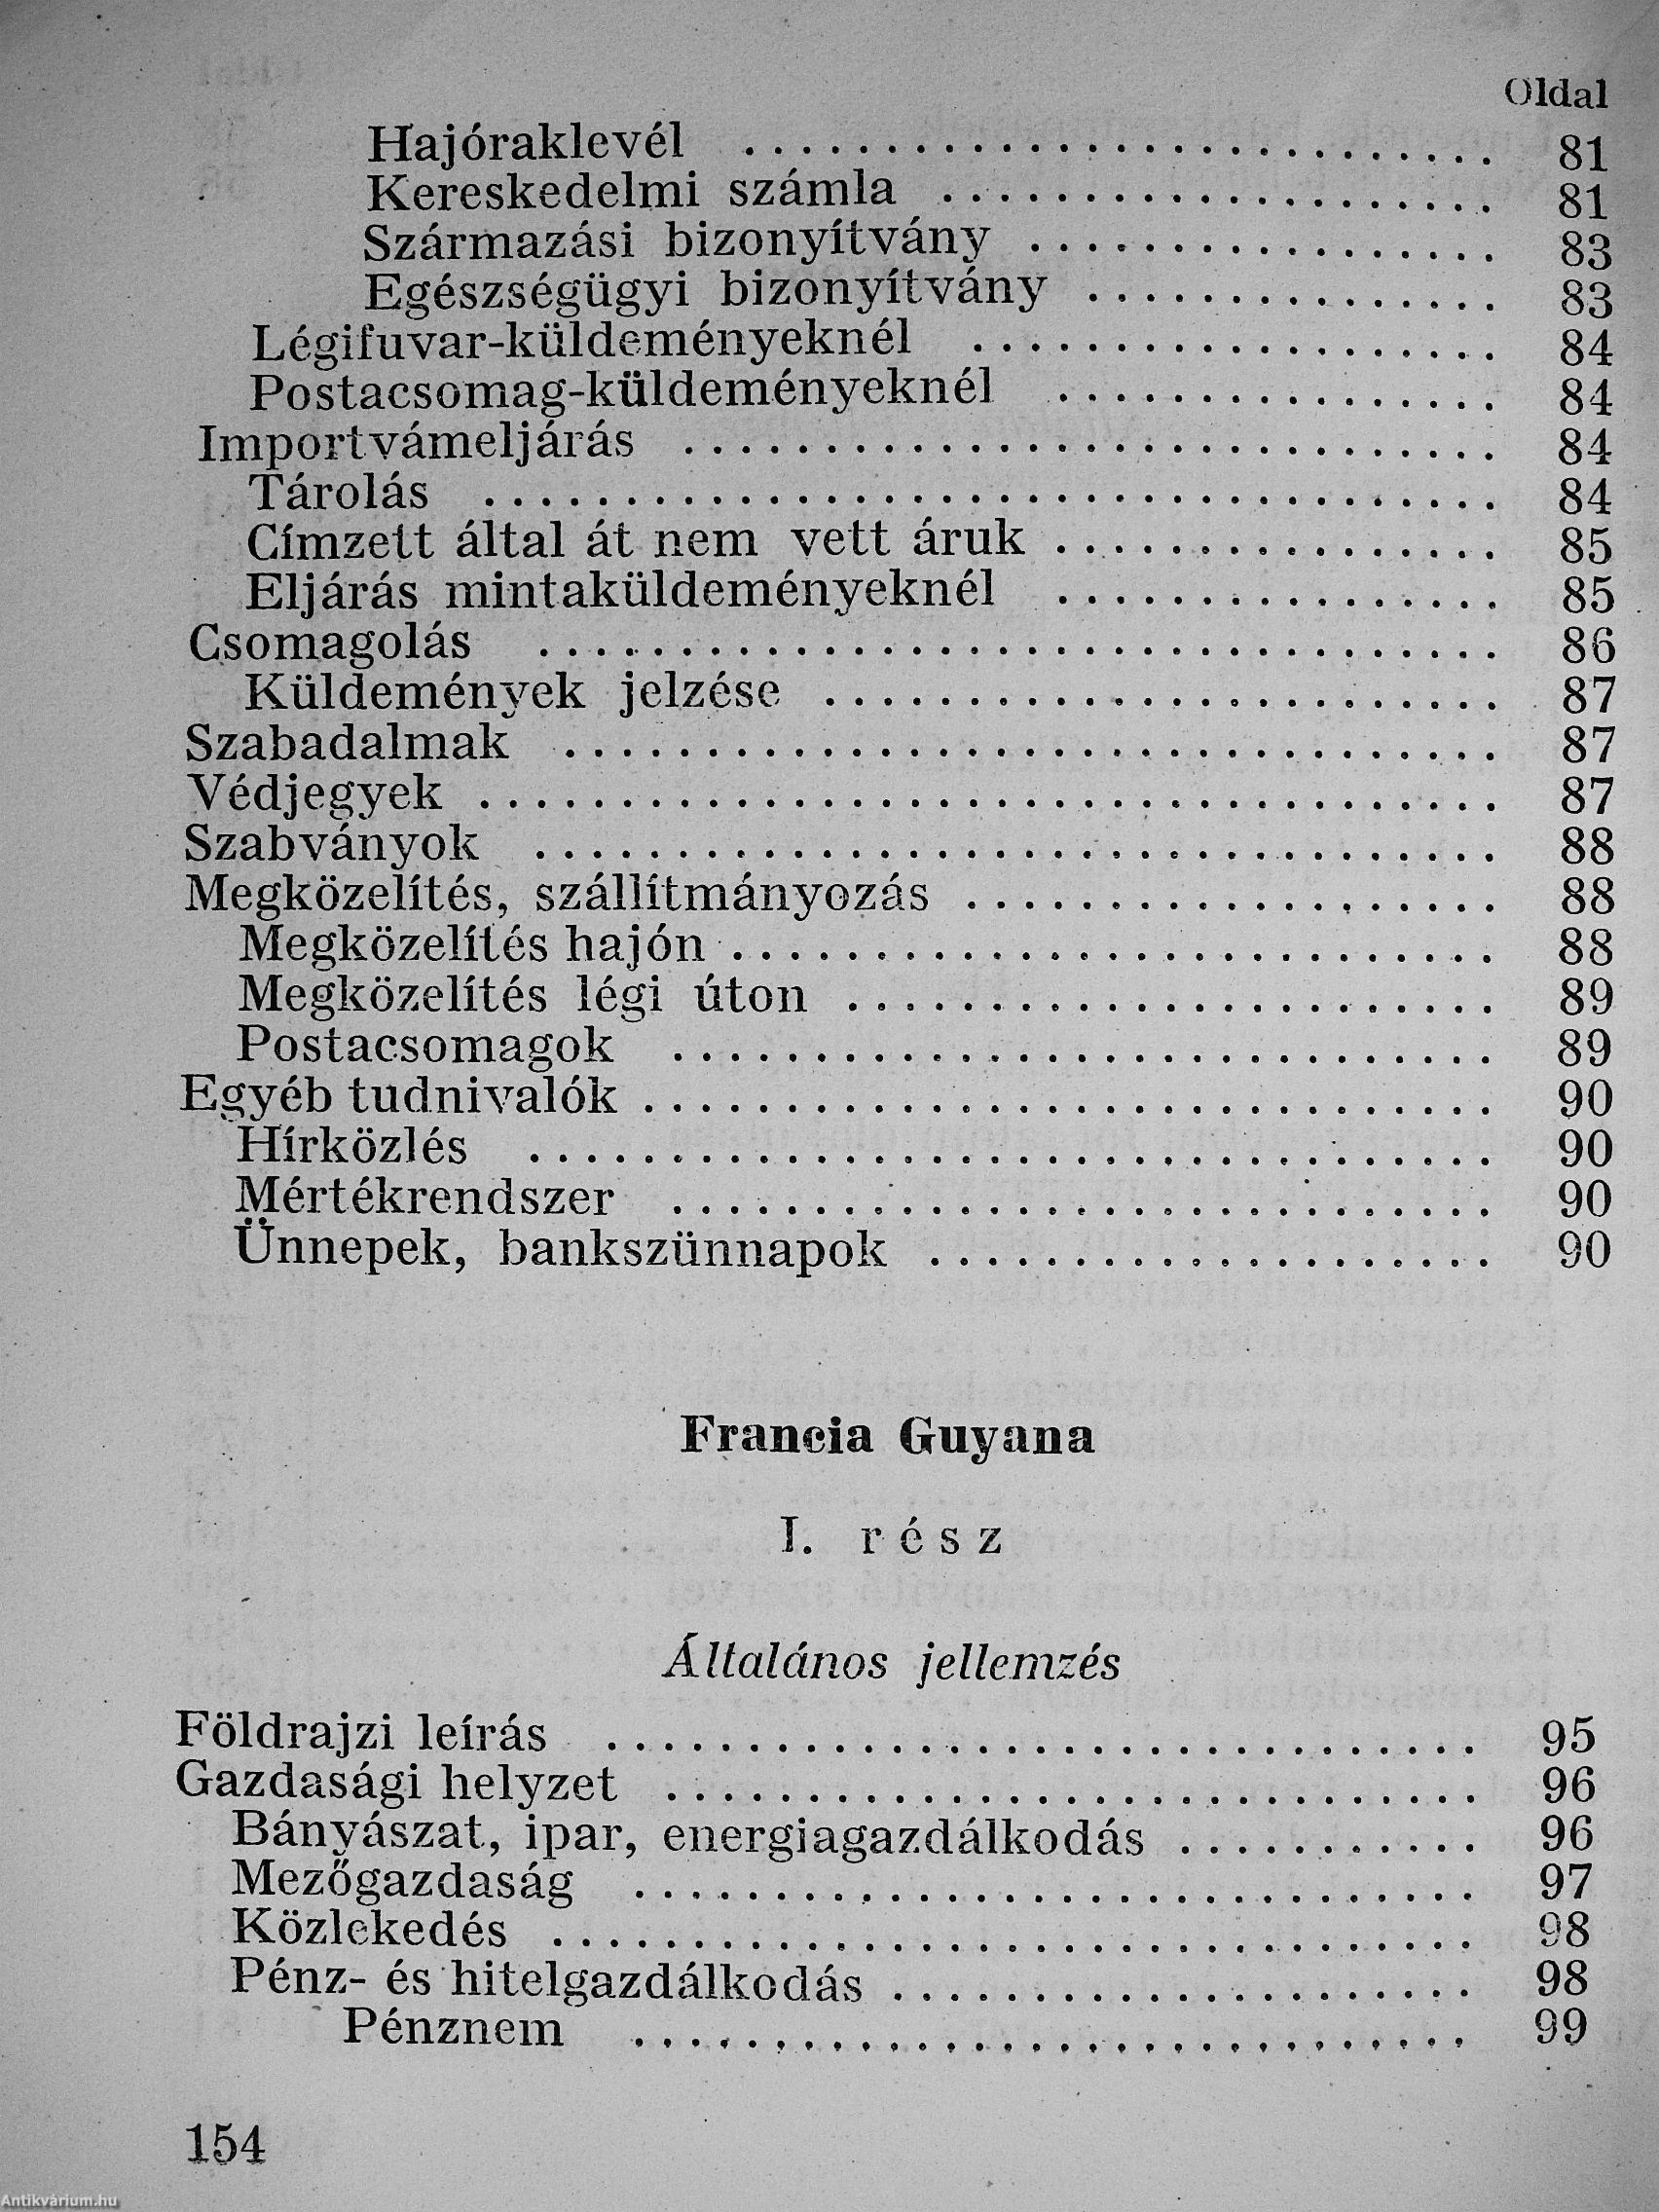 Oldal
Hajóraklevél .......................... 81
Kereskedelmi számla .................... 81
Származási bizonyítvány ................. 83
Egészségügyi bizonyítvány ............... 83
Légifuvar-küldeményeknél ................... 84
Postacsomag-küldeményeknél ................ 84
Importvámeljárás ............................. 84
Tárolás .................................... 84
Címzett által át nem vett áruk ................ 85
Eljárás mintaküldeményeknél ................ 85
Csomagolás .................................. 86
Küldemények jelzése ........................ 87
Szabadalmak ................................. 87
Védjegyek .................................... 87
Szabványok .................................. 88
Megközelítés, szállítmányozás ................... 88
Megközelítés hajón ........................... 88
Megközelítés légi úton ....................... 89
Postacsomagok ............................. 89
Egyéb tudnivalók .............................. 90
Hírközlés .................................. 90
Mértékrendszer ............................. 90
Ünnepek, bankszünnapok .................... 90
Francia Guyana
I. rész
Általános jellemzés
Földrajzi leírás ............................... 95
Gazdasági helyzet ............................. 96
Bányászat, ipar, energiagazdálkodás ........... 96
Mezőgazdaság .............................. 97
Közlekedés ................................. 98
Pénz- és hitelgazdálkodás ..................... 98
Pénznem .............................. 99
154
Antikvárium.hu